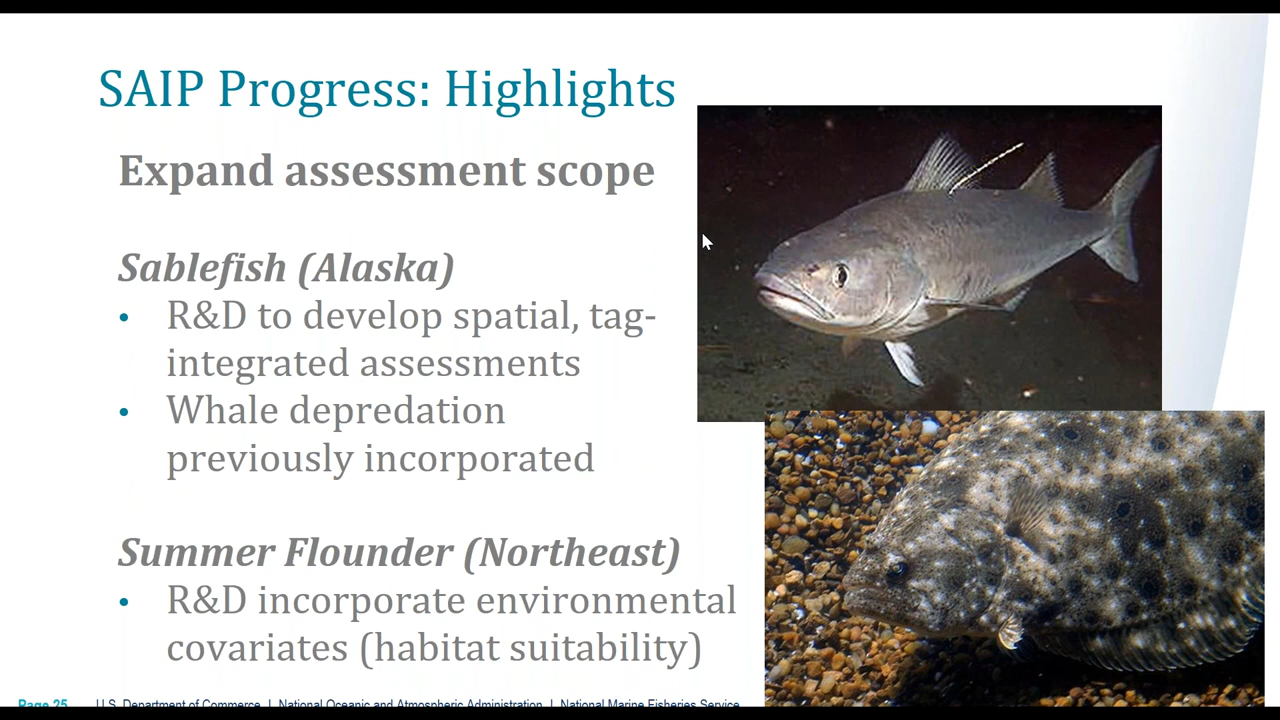 SAIP Progress: Highlights
Expand assessment scope
Sablefish (Alaska)
• R&D to develop spatial, tag-
integrated assessments
• Whale depredation
previously incorporated
Summer Flounder (Northeast)
• R&D incorporate environmental
covariates (habitat suitability)
Page 25 U.S. Department of Commerce | National Oceanic and Atmospheric Administration | National Marine Fisheries Service